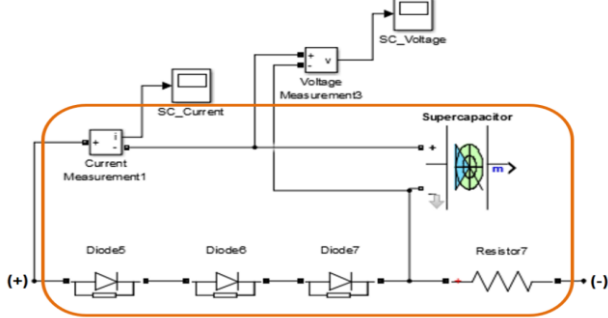 SC_Voltage
+
-
v
Voltage
Measurement3
SC_Current
Supercapacitor
+
-
i
Current
Measurement1
+
-
m
Diode5
Diode6
Diode7
Resistor7
(+)
+
(-)